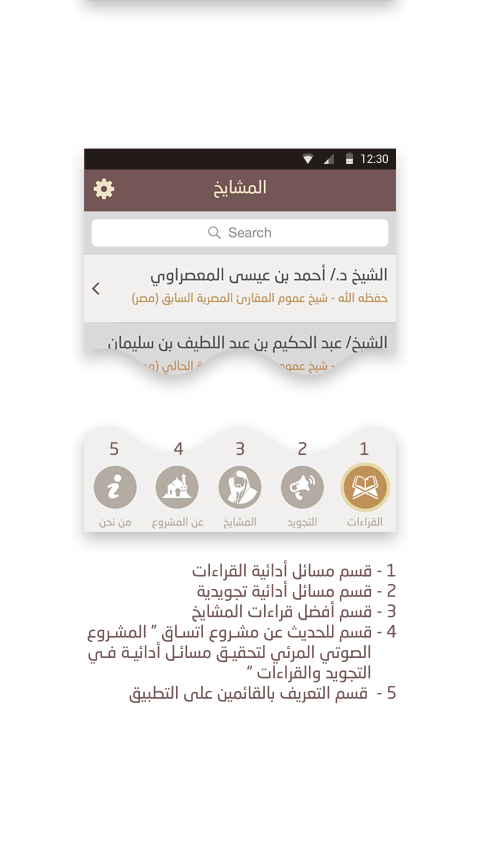 12:30
المشايخ
Search
الشيخ د./ أحمد بن عيسى المعصراوي
حفظه الله - شيخ عموم المقارئ المصرية السابق (مصر)
الشيخ/ عبد الحكيم بن عبد اللطيف بن سليمان
- شيخ عموم
ة الحالي
1 2 3 4 5
القراءات التجويد المشايخ عن المشروع من نحن
1 - قسم مسائل أدائية القراءات
2 - قسم مسائل أدائية تجويدية
3 - قسم أفضل قراءات المشايخ
4 - قسم للحديث عن مشروع اتساق " المشروع
الصوتي المرئي لتحقيق مسائل أدائية في
التجويد والقراءات "
5 - قسم التعريف بالقائمين على التطبيق